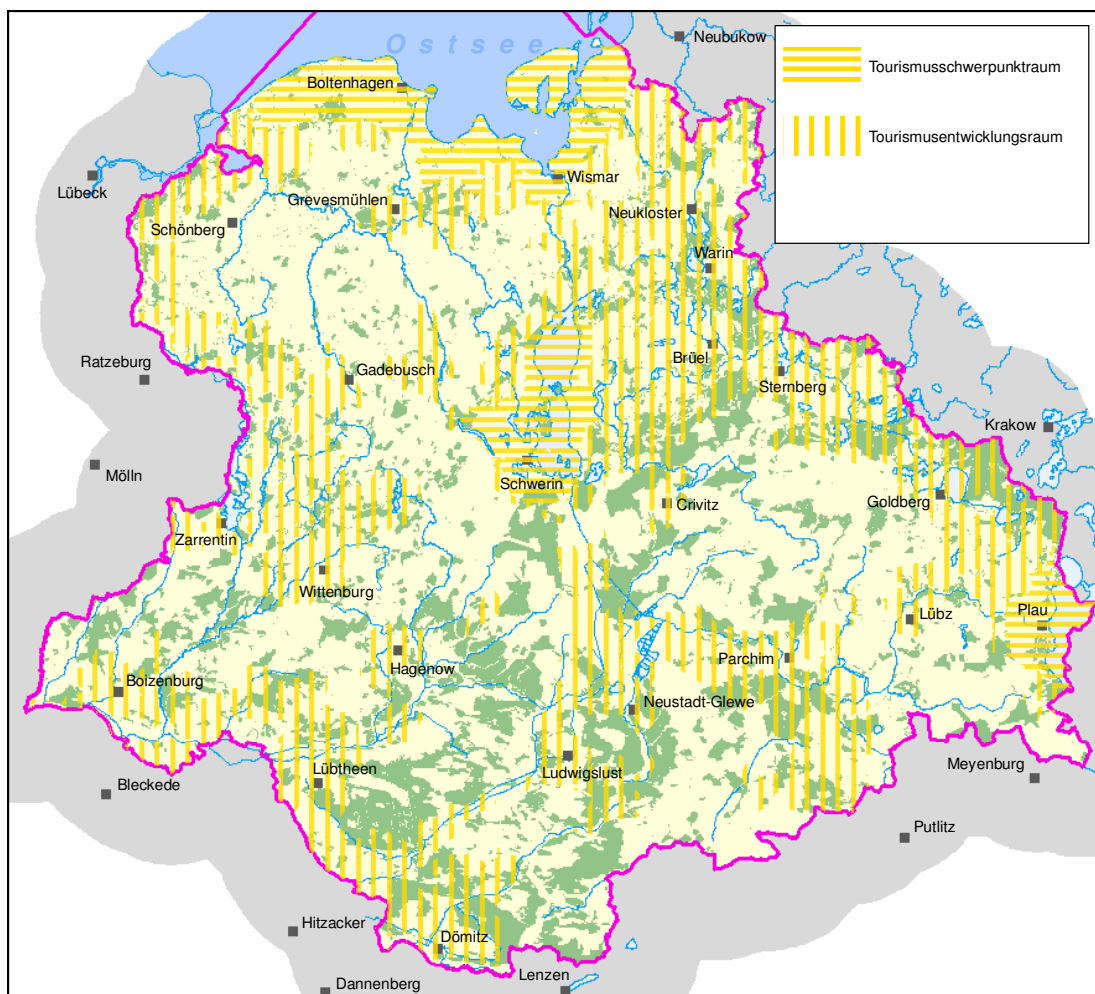 Ostsee
Neubukow
Tourismusschwerpunktraum
Boltenhagen
Tourismusentwicklungsraum
Wismar
Lübeck
Grevesmühlen
Neukloster
Schönberg
Warin
Brüel
Ratzeburg
Gadebusch
Sternberg
Krakow
Mölln
Schwerin
Goldberg
Crivitz
Zarrentin
Wittenburg
Lübz
Plau
Parchim
Hagenow
Boizenburg
Neustadt-Glewe
Ludwigslust
Meyenburg
Lübtheen
Bleckede
Putlitz
Hitzacker
Dömitz
Lenzen
Dannenberg